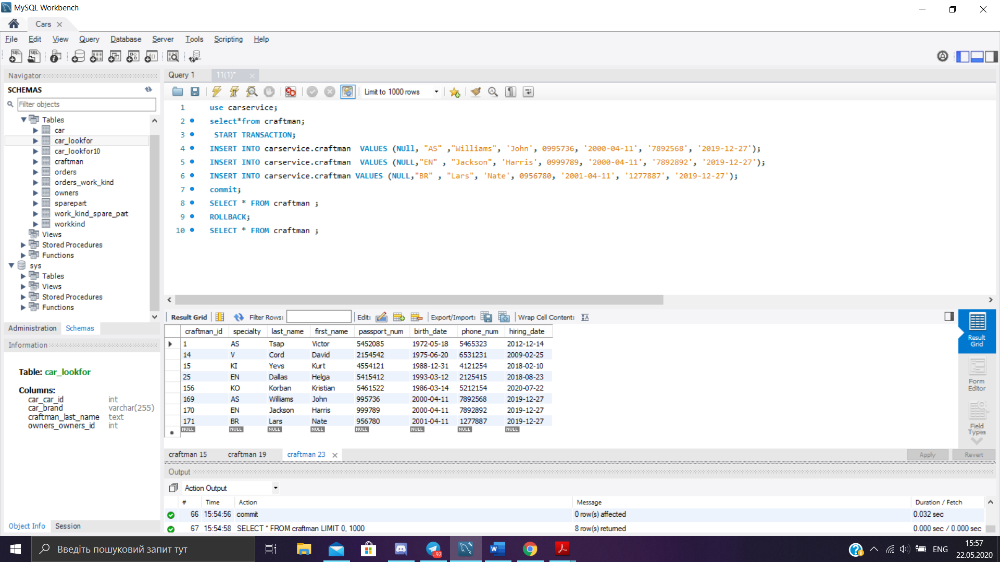 MySQL Workbench
Cars
File Edit View Query Database Server Tools Scripting Help
Navigator
SCHEMAS
Filter objects
Tables
car
car_lookfor
car_lookfor10
craftman
orders
orders_work_kind
owners
sparepart
work_kind_spare_part
workkind
Views
Stored Procedures
Functions
sys
Tables
Views
Stored Procedures
Functions
Administration Schemas
Information
Table: car_lookfor
Columns:
car_car_id int
car_brand varchar(255)
craftman_last_name text
owners_owners_id int
Object Info Session
Query 1 11(1)*
Limit to 1000 rows
1 use carservice;
2 select*from craftman;
3 START TRANSACTION;
4 INSERT INTO carservice.craftman VALUES (NUll, "AS" ,"Williams", 'John', 0995736, '2000-04-11', '7892568', '2019-12-27');
5 INSERT INTO carservice.craftman VALUES (NULL,"EN" , "Jackson", 'Harris', 0999789, '2000-04-11', '7892892', '2019-12-27');
6 INSERT INTO carservice.craftman VALUES (NULL,"BR" , "Lars", 'Nate', 0956780, '2001-04-11', '1277887', '2019-12-27');
7 commit;
8 SELECT * FROM craftman ;
9 ROLLBACK;
10 SELECT * FROM craftman ;
Result Grid Filter Rows: Edit: Export/Import: Wrap Cell Content:
craftman_id specialty last_name first_name passport_num birth_date phone_num hiring_date
1 AS Tsap Victor 5452085 1972-05-18 5465323 2012-12-14
14 V Cord David 2154542 1975-06-20 6531231 2009-02-25
15 KI Yevs Kurt 4554121 1988-12-31 4121254 2018-02-10
25 EN Dallas Helga 5415412 1993-03-12 2125415 2018-08-23
156 KO Korban Kristian 5461522 1986-03-14 5212154 2020-07-22
169 AS Williams John 995736 2000-04-11 7892568 2019-12-27
170 EN Jackson Harris 999789 2000-04-11 7892892 2019-12-27
171 BR Lars Nate 956780 2001-04-11 1277887 2019-12-27
NULL NULL NULL NULL NULL NULL NULL NULL
Result Grid
Form Editor
Field Types
craftman 15 craftman 19 craftman 23
Apply Revert
Output
Action Output
# Time Action Message Duration / Fetch
66 15:54:56 commit 0 row(s) affected 0.032 sec
67 15:54:58 SELECT * FROM craftman LIMIT 0, 1000 8 row(s) returned 0.000 sec / 0.000 sec
Введіть пошуковий запит тут
..92
ENG
15:57
22.05.2020